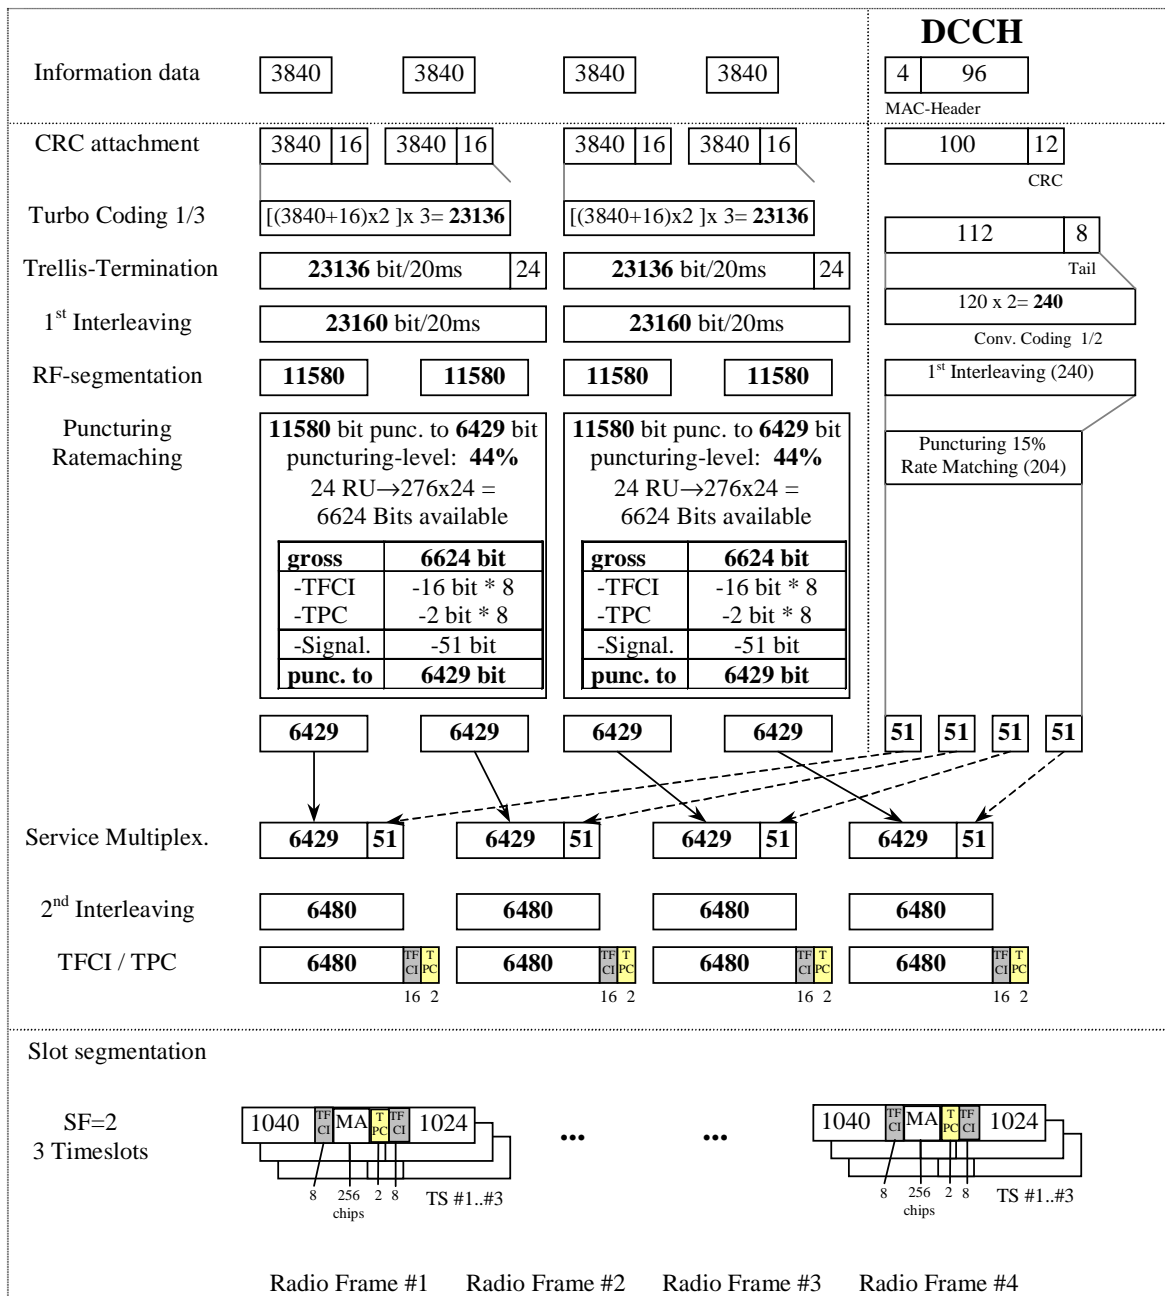 DCCH
Information data 3840 3840 3840 3840 4 96
MAC-Header
CRC attachment 3840 16 3840 16 3840 16 3840 16 100 12
CRC
Turbo Coding 1/3 [(3840+16)x2 ]x 3= 23136 [(3840+16)x2 ]x 3= 23136
112 8
Tail
Trellis-Termination 23136 bit/20ms 24 23136 bit/20ms 24
120 x 2= 240
Conv. Coding 1/2
1st Interleaving 23160 bit/20ms 23160 bit/20ms
RF-segmentation 11580 11580 11580 11580 1st Interleaving (240)
Puncturing
Ratemaching
11580 bit punc. to 6429 bit
puncturing-level: 44%
24 RU→276x24 =
6624 Bits available
gross 6624 bit
-TFCI -16 bit * 8
-TPC -2 bit * 8
-Signal. -51 bit
punc. to 6429 bit
11580 bit punc. to 6429 bit
puncturing-level: 44%
24 RU→276x24 =
6624 Bits available
gross 6624 bit
-TFCI -16 bit * 8
-TPC -2 bit * 8
-Signal. -51 bit
punc. to 6429 bit
Puncturing 15%
Rate Matching (204)
6429 6429 6429 6429 51 51 51 51
Service Multiplex. 6429 51 6429 51 6429 51 6429 51
2nd Interleaving 6480 6480 6480 6480
TFCI / TPC 6480 TF CI T PC 6480 TF CI T PC 6480 TF CI T PC 6480 TF CI T PC
16 2 16 2 16 2 16 2
Slot segmentation
SF=2
3 Timeslots
1040 TF CI MA T PC TF CI 1024 ... ... 1040 TF CI MA T PC TF CI 1024
8 256 2 8 TS #1..#3 8 256 2 8 TS #1..#3
chips chips
Radio Frame #1 Radio Frame #2 Radio Frame #3 Radio Frame #4